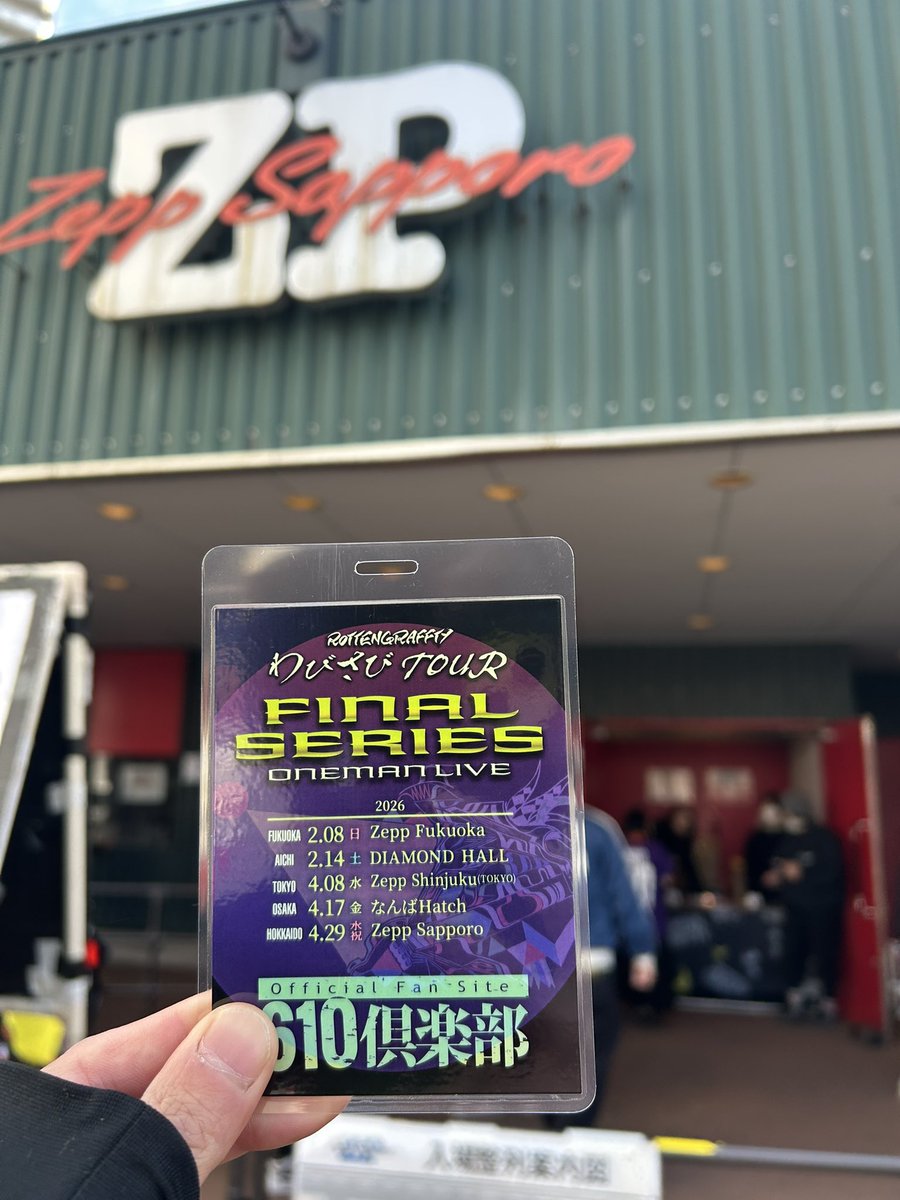 ZP
Zepp Sapporo
ROTTENGRAFFTY
わびさび TOUR
FINAL
SERIES
ONEMAN LIVE
2026
FUKUOKA 2.08 日 Zepp Fukuoka
AICHI 2.14 土 DIAMOND HALL
TOKYO 4.08 水 Zepp Shinjuku(TOKYO)
OSAKA 4.17 金 なんばHatch
HOKKAIDO 4.29 水祝 Zepp Sapporo
Official Fan Site
610倶楽部